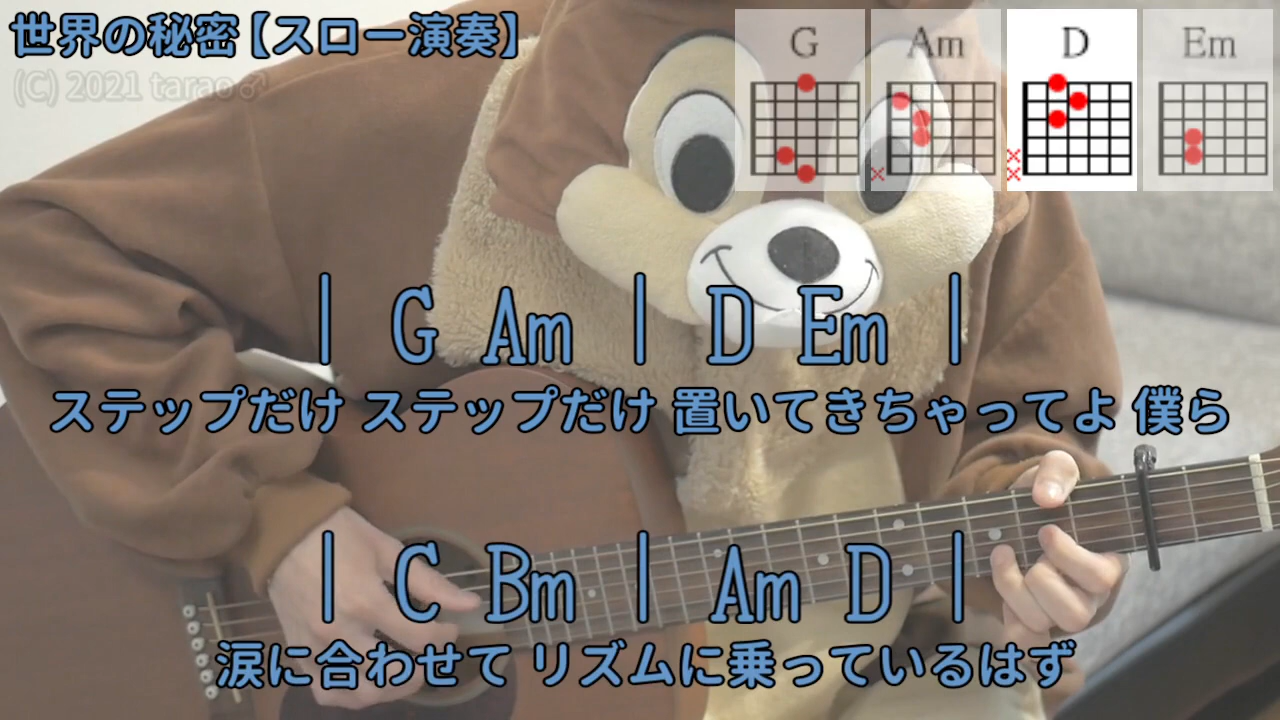 世界の秘密【スロー演奏】
(C) 2021 tarao♂
G Am D Em
| G Am | D Em |
ステップだけ ステップだけ 置いてきちゃってよ 僕ら
| C Bm | Am D |
涙に合わせて リズムに乗っているはず